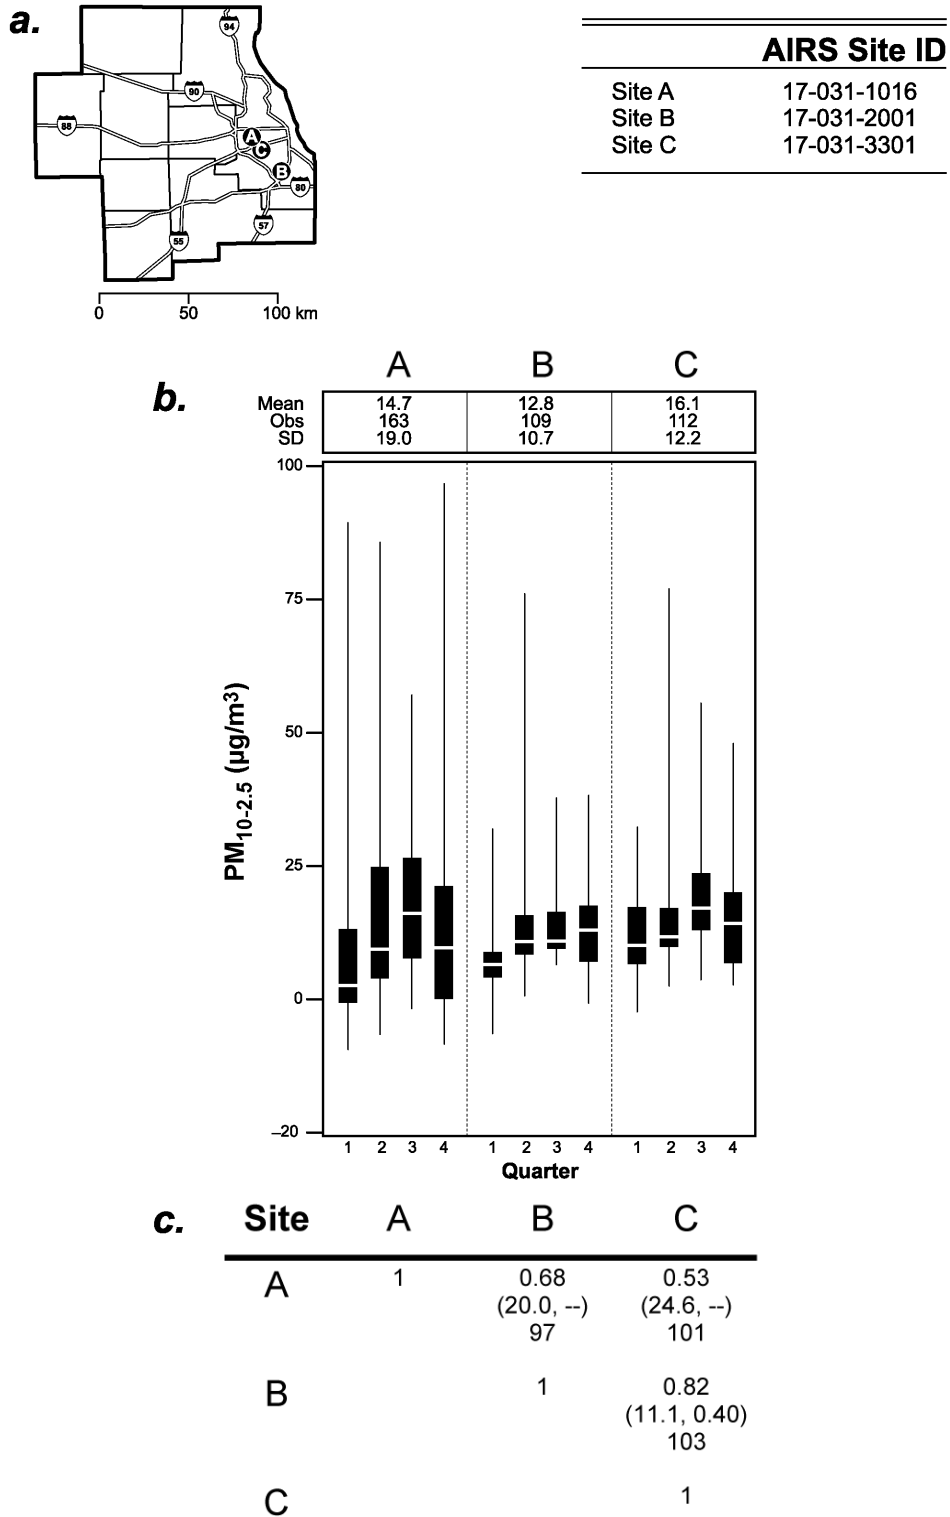 a.
94
90
88
A
C
B
80
57
55
0 50 100 km
AIRS Site ID
Site A 17-031-1016
Site B 17-031-2001
Site C 17-031-3301
A B C
b.
Mean 14.7 12.8 16.1
Obs 163 109 112
SD 19.0 10.7 12.2
100
75
50
25
0
–20
PM10-2.5 (µg/m³)
1 2 3 4 1 2 3 4 1 2 3 4
Quarter
c. Site A B C
A 1 0.68 0.53
(20.0, --) (24.6, --)
97 101
B 1 0.82
(11.1, 0.40)
103
C 1